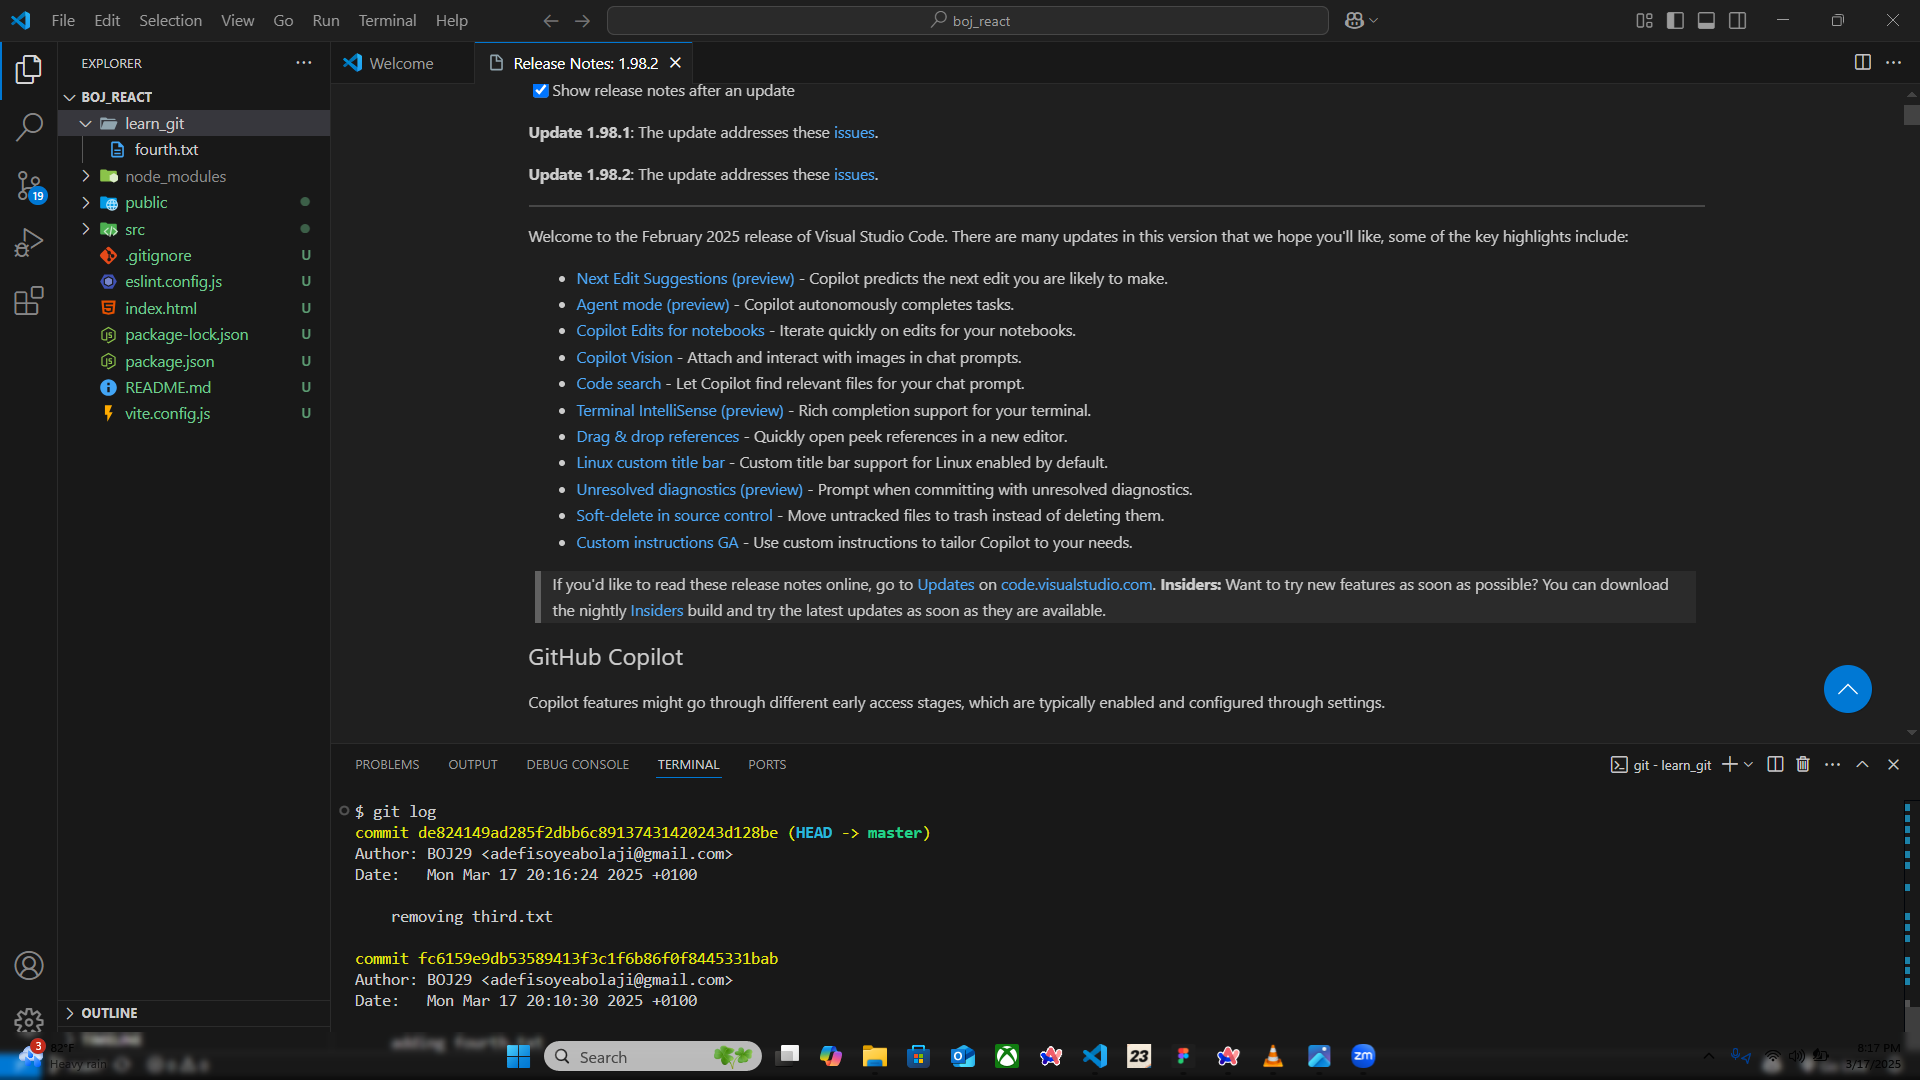 File Edit Selection View Go Run Terminal Help
boj_react
EXPLORER
Welcome
Release Notes: 1.98.2
BOJ_REACT
learn_git
fourth.txt
node_modules
19
public
src
.gitignore U
eslint.config.js U
index.html U
package-lock.json U
package.json U
README.md U
vite.config.js U
OUTLINE
TIMELINE
Show release notes after an update
Update 1.98.1: The update addresses these issues.
Update 1.98.2: The update addresses these issues.
Welcome to the February 2025 release of Visual Studio Code. There are many updates in this version that we hope you'll like, some of the key highlights include:
• Next Edit Suggestions (preview) - Copilot predicts the next edit you are likely to make.
• Agent mode (preview) - Copilot autonomously completes tasks.
• Copilot Edits for notebooks - Iterate quickly on edits for your notebooks.
• Copilot Vision - Attach and interact with images in chat prompts.
• Code search - Let Copilot find relevant files for your chat prompt.
• Terminal IntelliSense (preview) - Rich completion support for your terminal.
• Drag & drop references - Quickly open peek references in a new editor.
• Linux custom title bar - Custom title bar support for Linux enabled by default.
• Unresolved diagnostics (preview) - Prompt when committing with unresolved diagnostics.
• Soft-delete in source control - Move untracked files to trash instead of deleting them.
• Custom instructions GA - Use custom instructions to tailor Copilot to your needs.
If you'd like to read these release notes online, go to Updates on code.visualstudio.com. Insiders: Want to try new features as soon as possible? You can download
the nightly Insiders build and try the latest updates as soon as they are available.
GitHub Copilot
Copilot features might go through different early access stages, which are typically enabled and configured through settings.
PROBLEMS OUTPUT DEBUG CONSOLE TERMINAL PORTS
git - learn_git
$ git log
commit de824149ad285f2dbb6c89137431420243d128be (HEAD -> master)
Author: BOJ29 <adefisoyeabolaji@gmail.com>
Date:   Mon Mar 17 20:16:24 2025 +0100
removing third.txt
commit fc6159e9db53589413f3c1f6b86f0f8445331bab
Author: BOJ29 <adefisoyeabolaji@gmail.com>
Date:   Mon Mar 17 20:10:30 2025 +0100
adding fourth.txt
3
82°F
Heavy rain
Search
23
zm
8:17 PM
3/17/2025